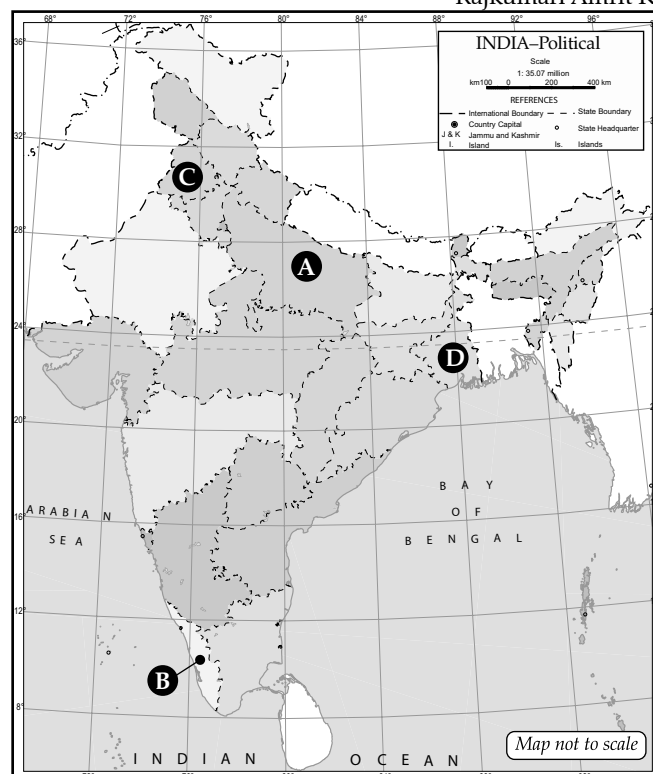 Rajkumari Amrit K
68° 72° 76° 80° 84° 88° 92° 96°
36°
INDIA–Political
Scale
1: 35.07 million
km100 0 200 400 km
REFERENCES
International Boundary State Boundary
Country Capital State Headquarter
J & K Jammu and Kashmir
I. Island Is. Islands
32°
C
28°
A
24°
D
20°
16°
ARABIAN
SEA
BAY
OF
BENGAL
12°
B
8°
Map not to scale
INDIAN OCEAN